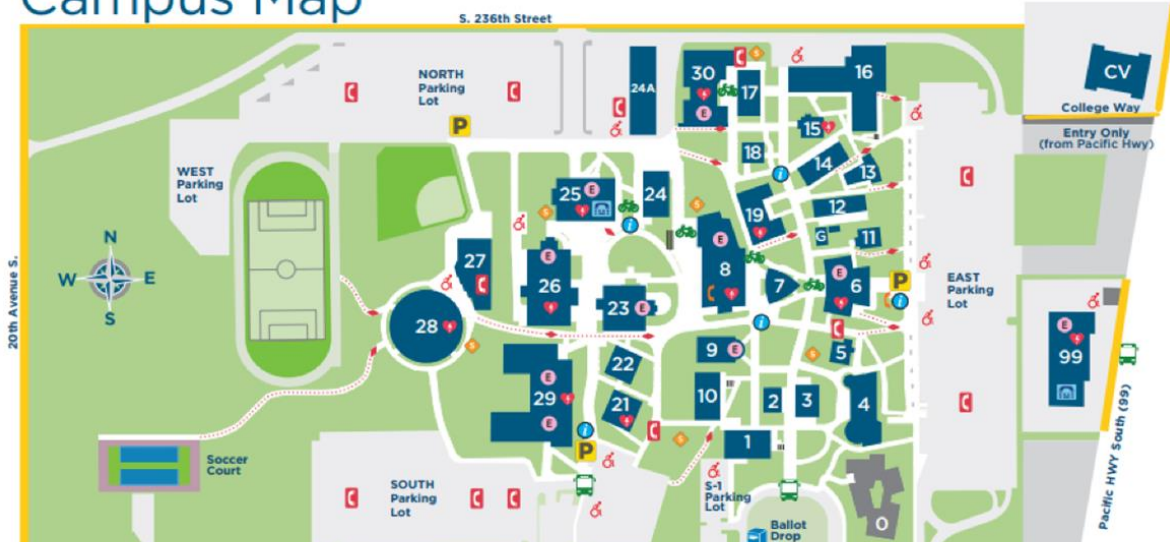 Campus Map
S. 236th Street
NORTH
Parking
Lot
P
24A
30
E
17
16
CV
College Way
Entry Only
(from Pacific Hwy)
15
18
14
13
i
WEST
Parking
Lot
25
E
24
i
19
12
G
11
N
W
E
S
27
26
E
8
E
7
6
E
P
i
EAST
Parking
Lot
20th Avenue S.
28
23
E
i
S
9
E
5
99
E
22
29
E
E
21
10
2
3
4
1
i
P
Soccer
Court
SOUTH
Parking
Lot
S-1
Parking
Lot
0
Ballot
Drop
Pacific HWY South (99)